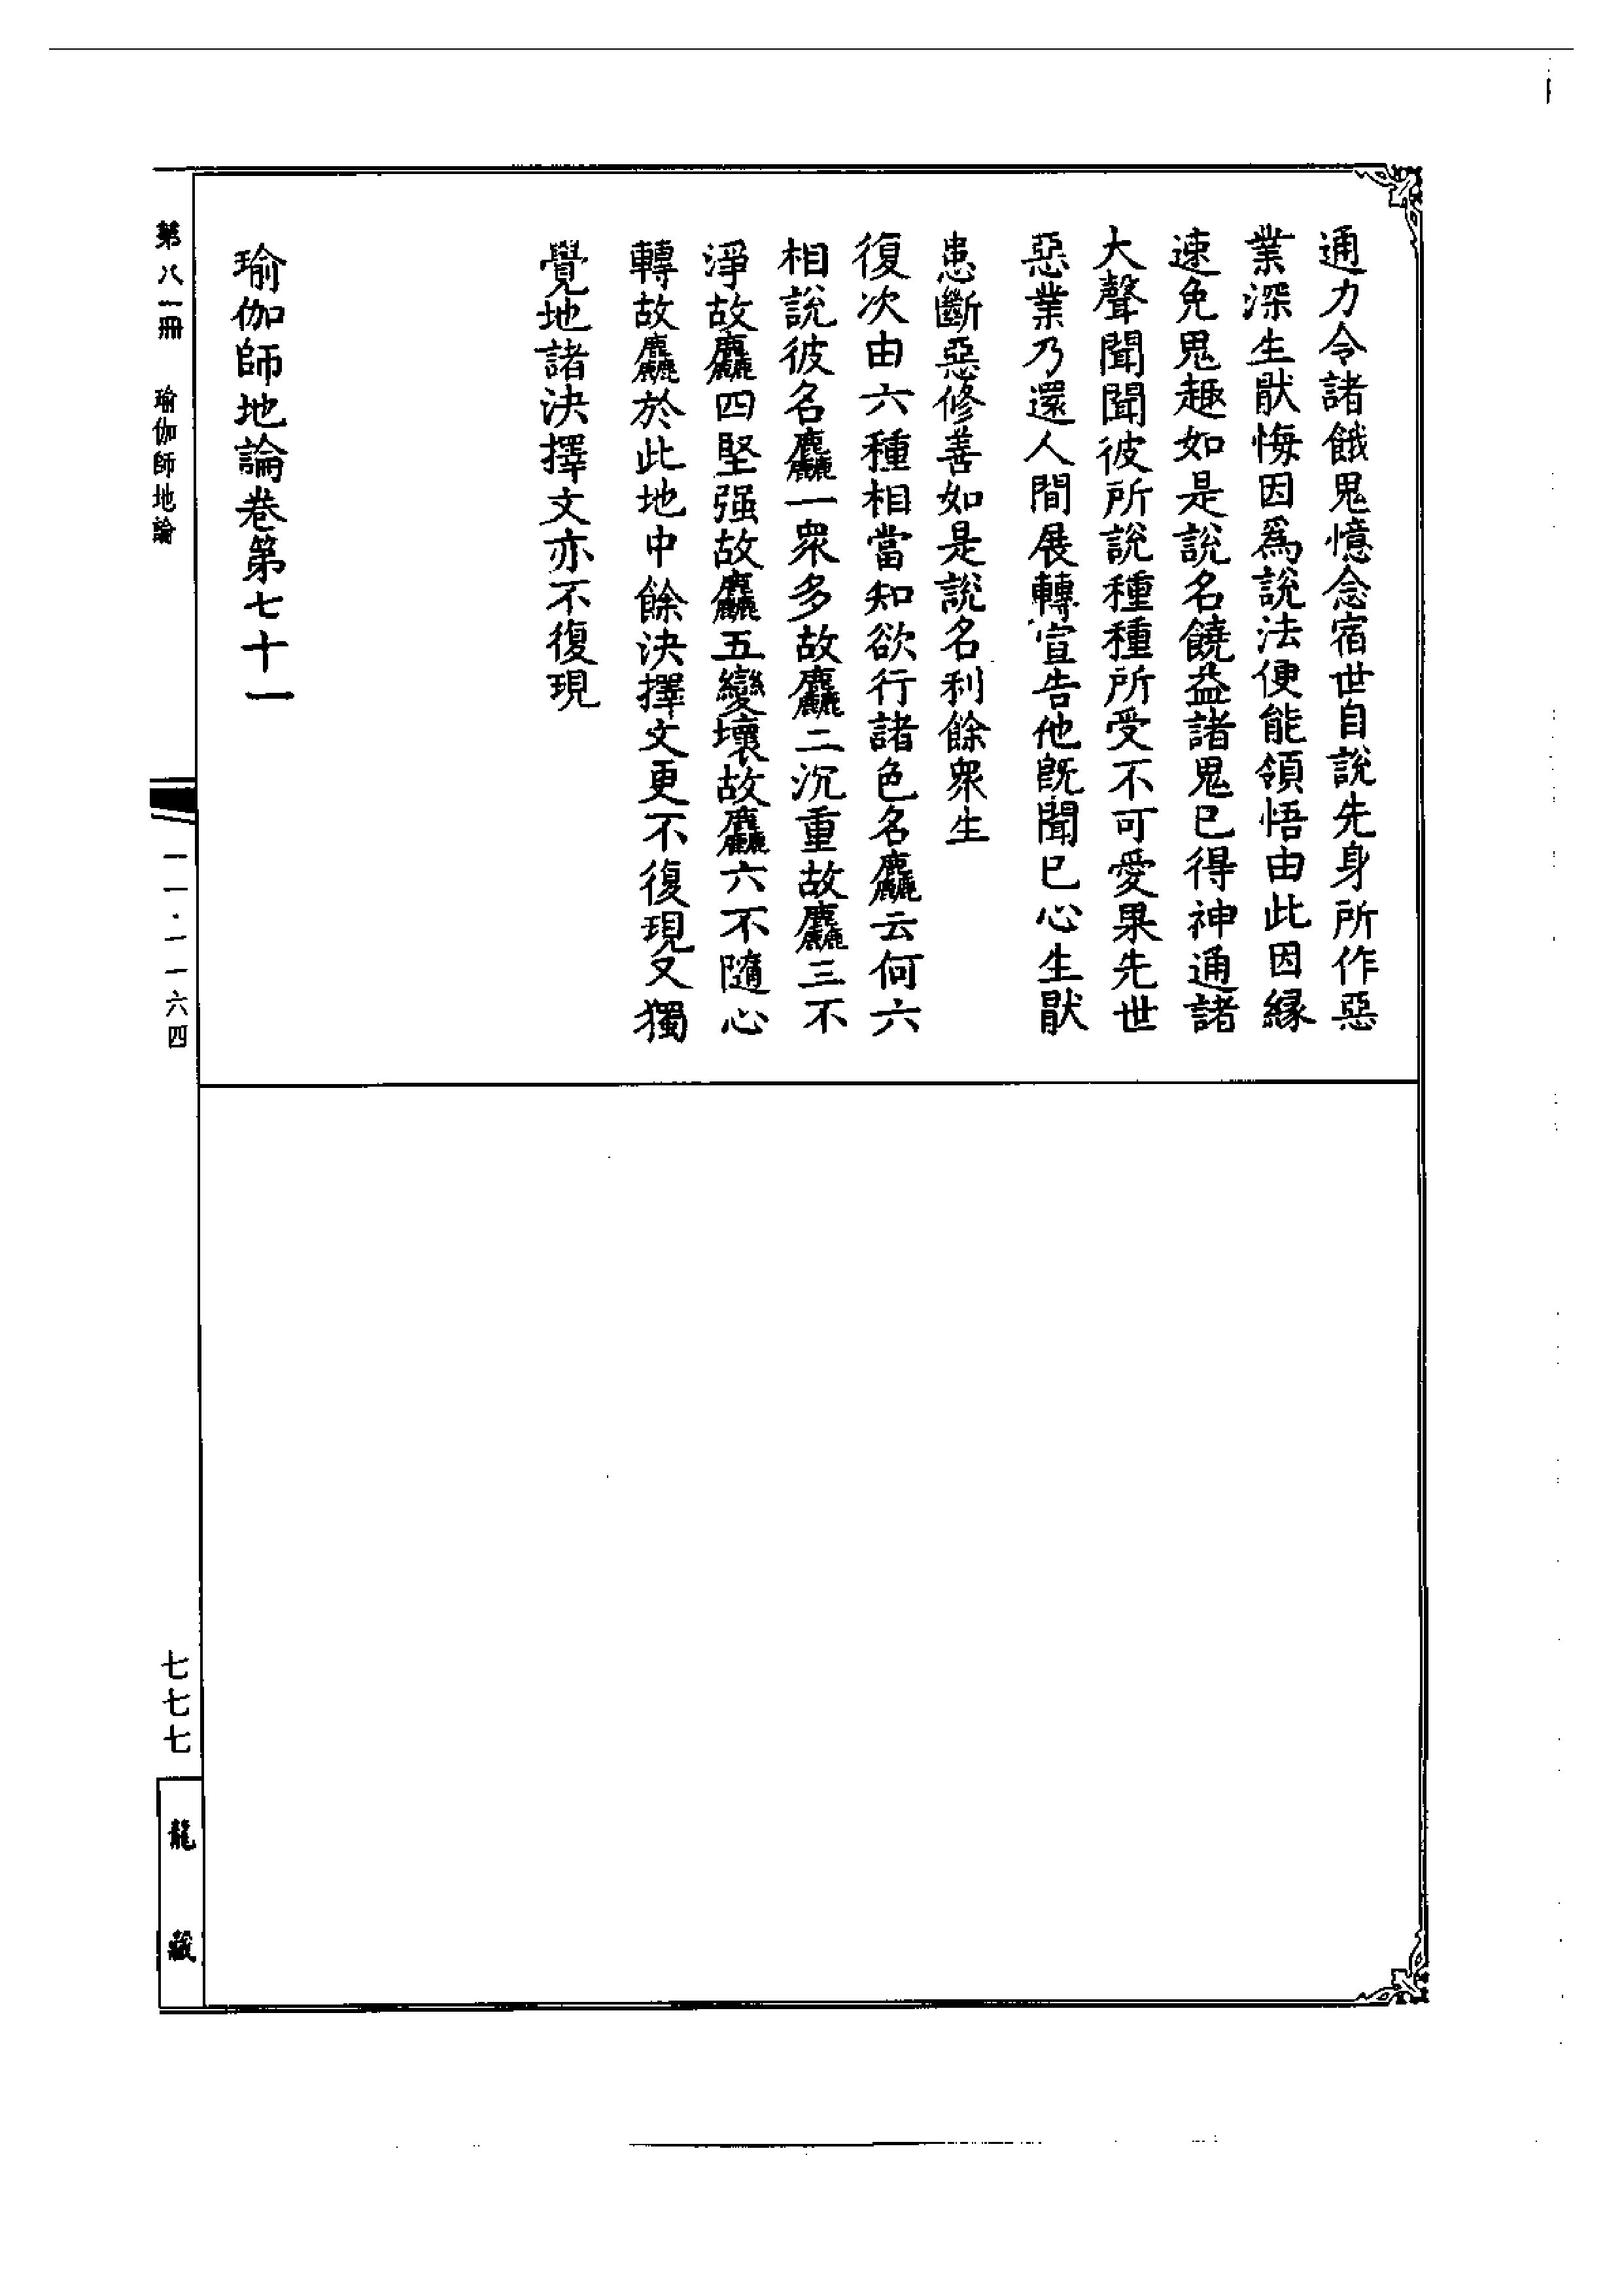 通力令諸餓鬼憶念宿世自說先身所作惡
業深生猒悔因爲說法便能領悟由此因縁
速免鬼趣如是說名饒益諸鬼已得神通諸
大聲聞聞彼所說種種所受不可愛果先世
惡業乃還人間展轉宣告他旣聞已心生猒
患斷惡修善如是說名利餘衆生
復次由六種相當知欲行諸色名麤云何六
相說彼名麤一衆多故麤二沉重故麤三不
淨故麤四堅强故麤五變壞故麤六不隨心
轉故麤於此地中餘決擇文更不復現又獨
覺地諸決擇文亦不復現
瑜伽師地論卷第七十一
第八二冊 瑜伽師地論
一一·一一六四
七七七
龍藏